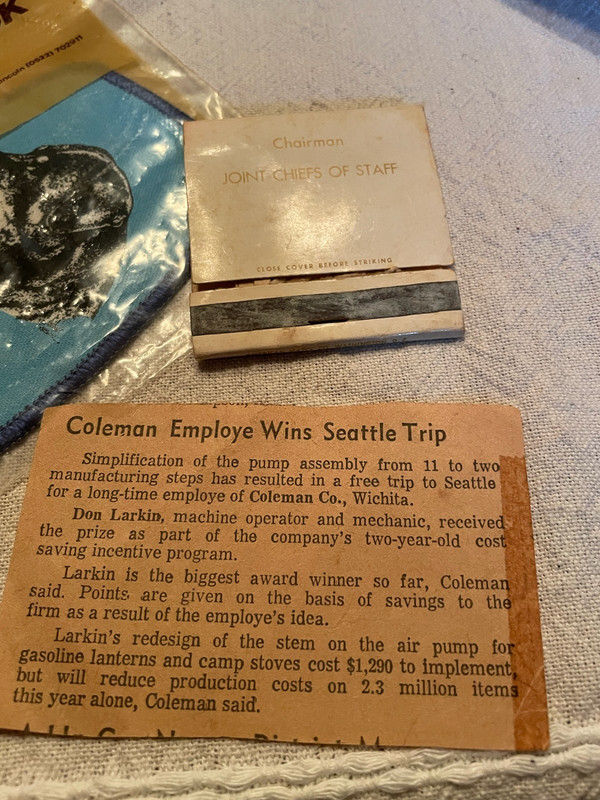 Chairman
JOINT CHIEFS OF STAFF
CLOSE COVER BEFORE STRIKING
Coleman Employe Wins Seattle Trip
Simplification of the pump assembly from 11 to two
manufacturing steps has resulted in a free trip to Seattle
for a long-time employe of Coleman Co., Wichita.
Don Larkin, machine operator and mechanic, received
the prize as part of the company's two-year-old cost
saving incentive program.
Larkin is the biggest award winner so far, Coleman
said. Points are given on the basis of savings to the
firm as a result of the employe's idea.
Larkin's redesign of the stem on the air pump for
gasoline lanterns and camp stoves cost $1,290 to implement,
but will reduce production costs on 2.3 million items
this year alone, Coleman said.